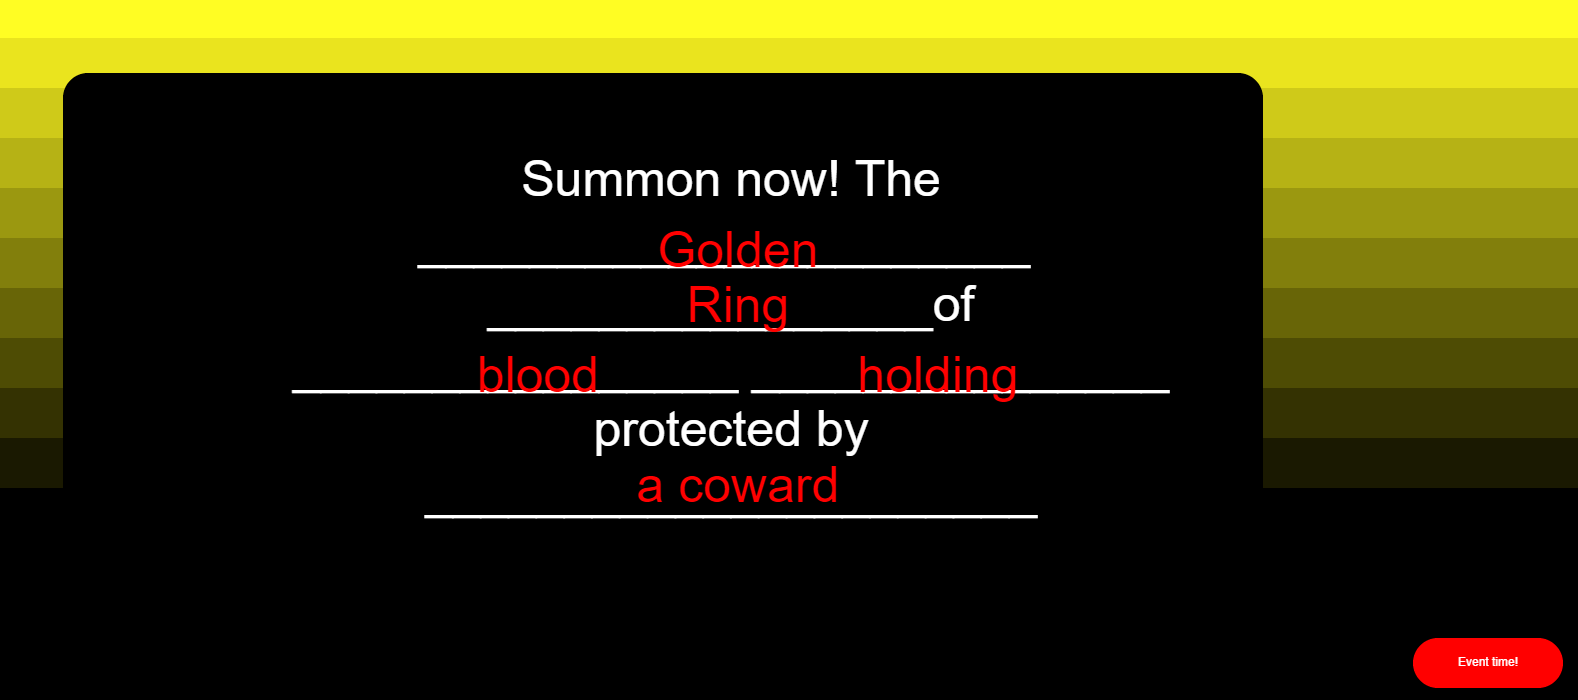 Summon now! The
Golden
Ring of
blood holding
protected by
a coward
Event time!